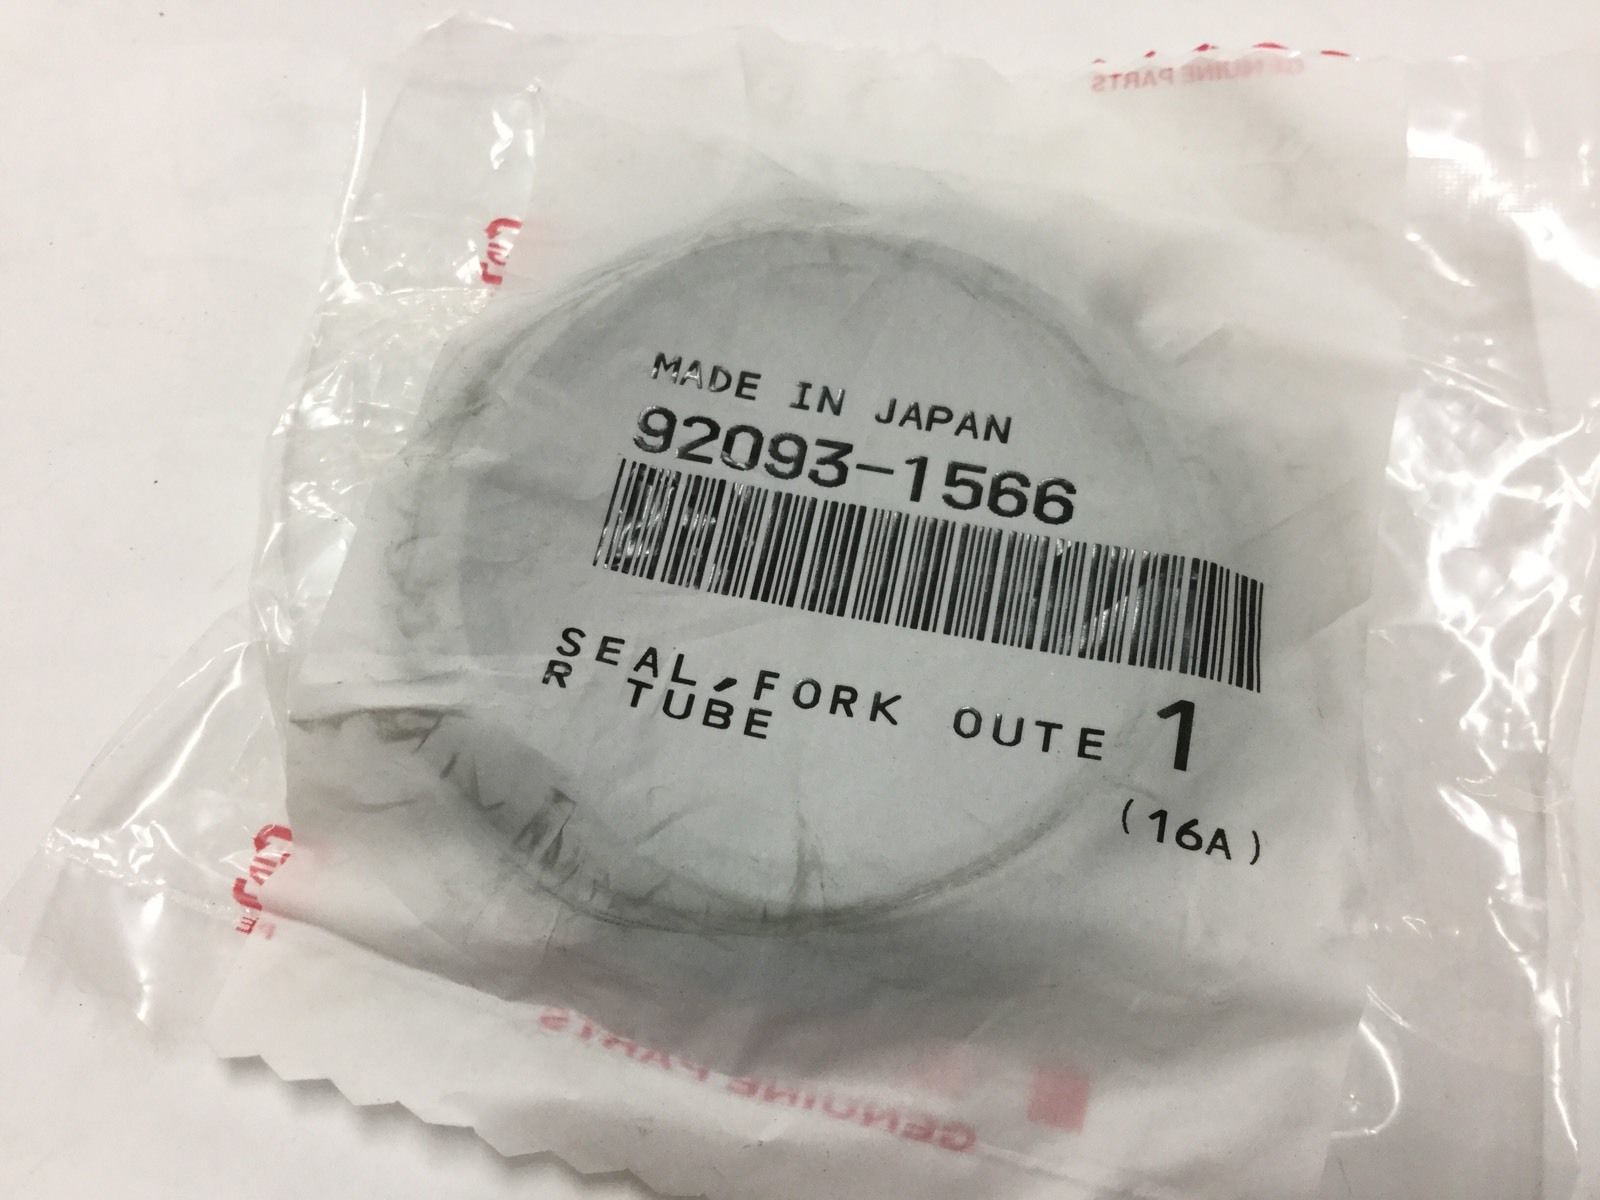 GENUINE PARTS
MADE IN JAPAN
92093-1566
SEAL,FORK OUTE 1
R TUBE
(16A)
GENUINE PARTS